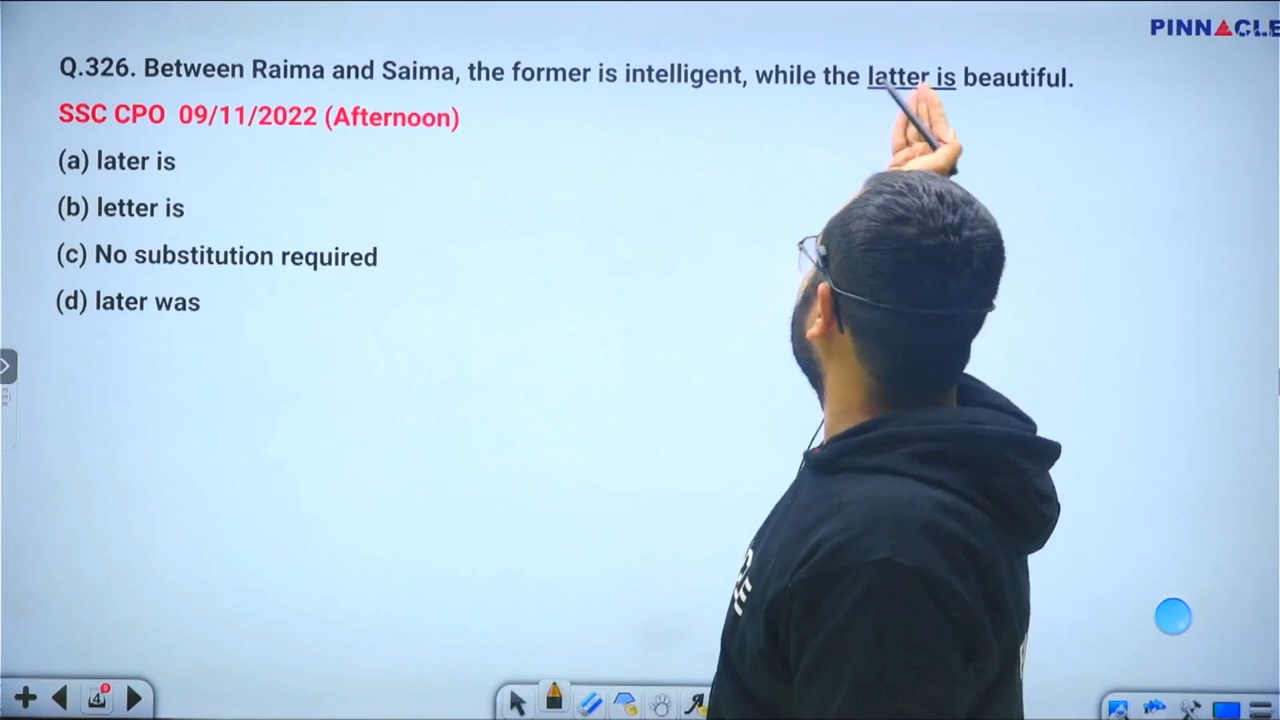 PINNACLE
Q.326. Between Raima and Saima, the former is intelligent, while the latter is beautiful.
SSC CPO 09/11/2022 (Afternoon)
(a) later is
(b) letter is
(c) No substitution required
(d) later was